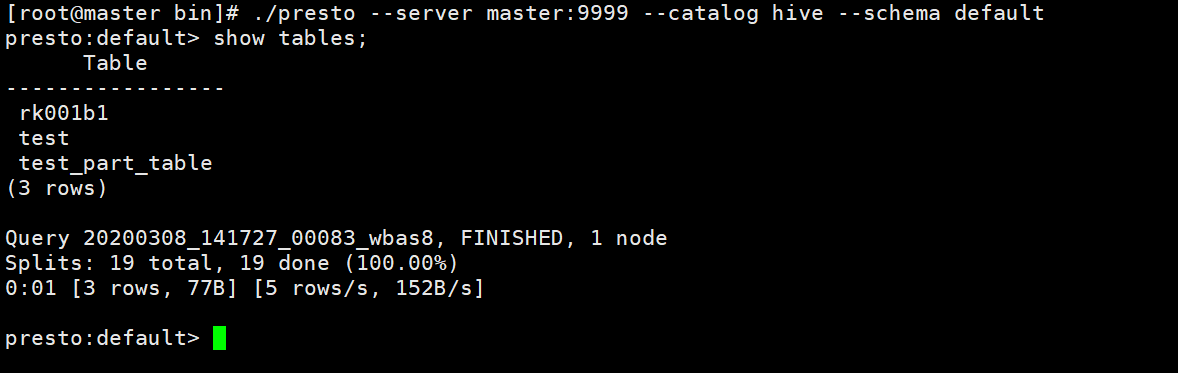 [root@master bin]# ./presto --server master:9999 --catalog hive --schema default
presto:default> show tables;
      Table
-----------------
 rk001b1
 test
 test_part_table
(3 rows)

Query 20200308_141727_00083_wbas8, FINISHED, 1 node
Splits: 19 total, 19 done (100.00%)
0:01 [3 rows, 77B] [5 rows/s, 152B/s]

presto:default>